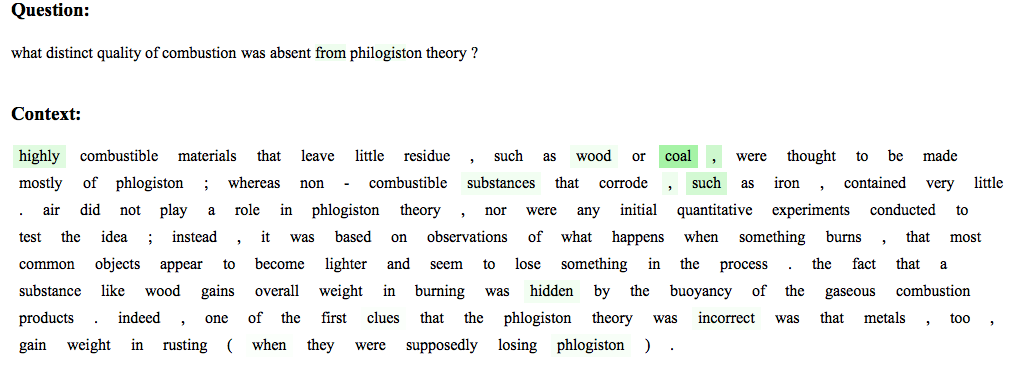 Question:
what distinct quality of combustion was absent from philogiston theory ?
Context:
highly combustible materials that leave little residue , such as wood or coal , were thought to be made
mostly of phlogiston ; whereas non - combustible substances that corrode , such as iron , contained very little
. air did not play a role in phlogiston theory , nor were any initial quantitative experiments conducted to
test the idea ; instead , it was based on observations of what happens when something burns , that most
common objects appear to become lighter and seem to lose something in the process . the fact that a
substance like wood gains overall weight in burning was hidden by the buoyancy of the gaseous combustion
products . indeed , one of the first clues that the phlogiston theory was incorrect was that metals , too ,
gain weight in rusting ( when they were supposedly losing phlogiston ) .